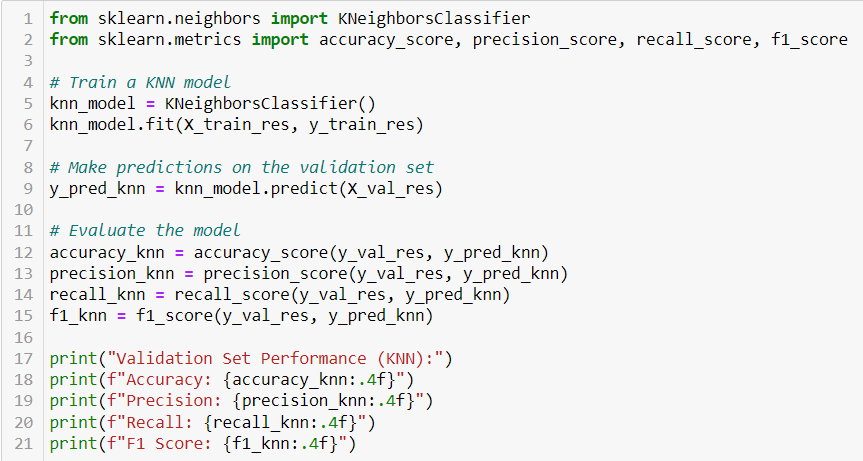 1 from sklearn.neighbors import KNeighborsClassifier
2 from sklearn.metrics import accuracy_score, precision_score, recall_score, f1_score
3
4 # Train a KNN model
5 knn_model = KNeighborsClassifier()
6 knn_model.fit(X_train_res, y_train_res)
7
8 # Make predictions on the validation set
9 y_pred_knn = knn_model.predict(X_val_res)
10
11 # Evaluate the model
12 accuracy_knn = accuracy_score(y_val_res, y_pred_knn)
13 precision_knn = precision_score(y_val_res, y_pred_knn)
14 recall_knn = recall_score(y_val_res, y_pred_knn)
15 f1_knn = f1_score(y_val_res, y_pred_knn)
16
17 print("Validation Set Performance (KNN):")
18 print(f"Accuracy: {accuracy_knn:.4f}")
19 print(f"Precision: {precision_knn:.4f}")
20 print(f"Recall: {recall_knn:.4f}")
21 print(f"F1 Score: {f1_knn:.4f}")